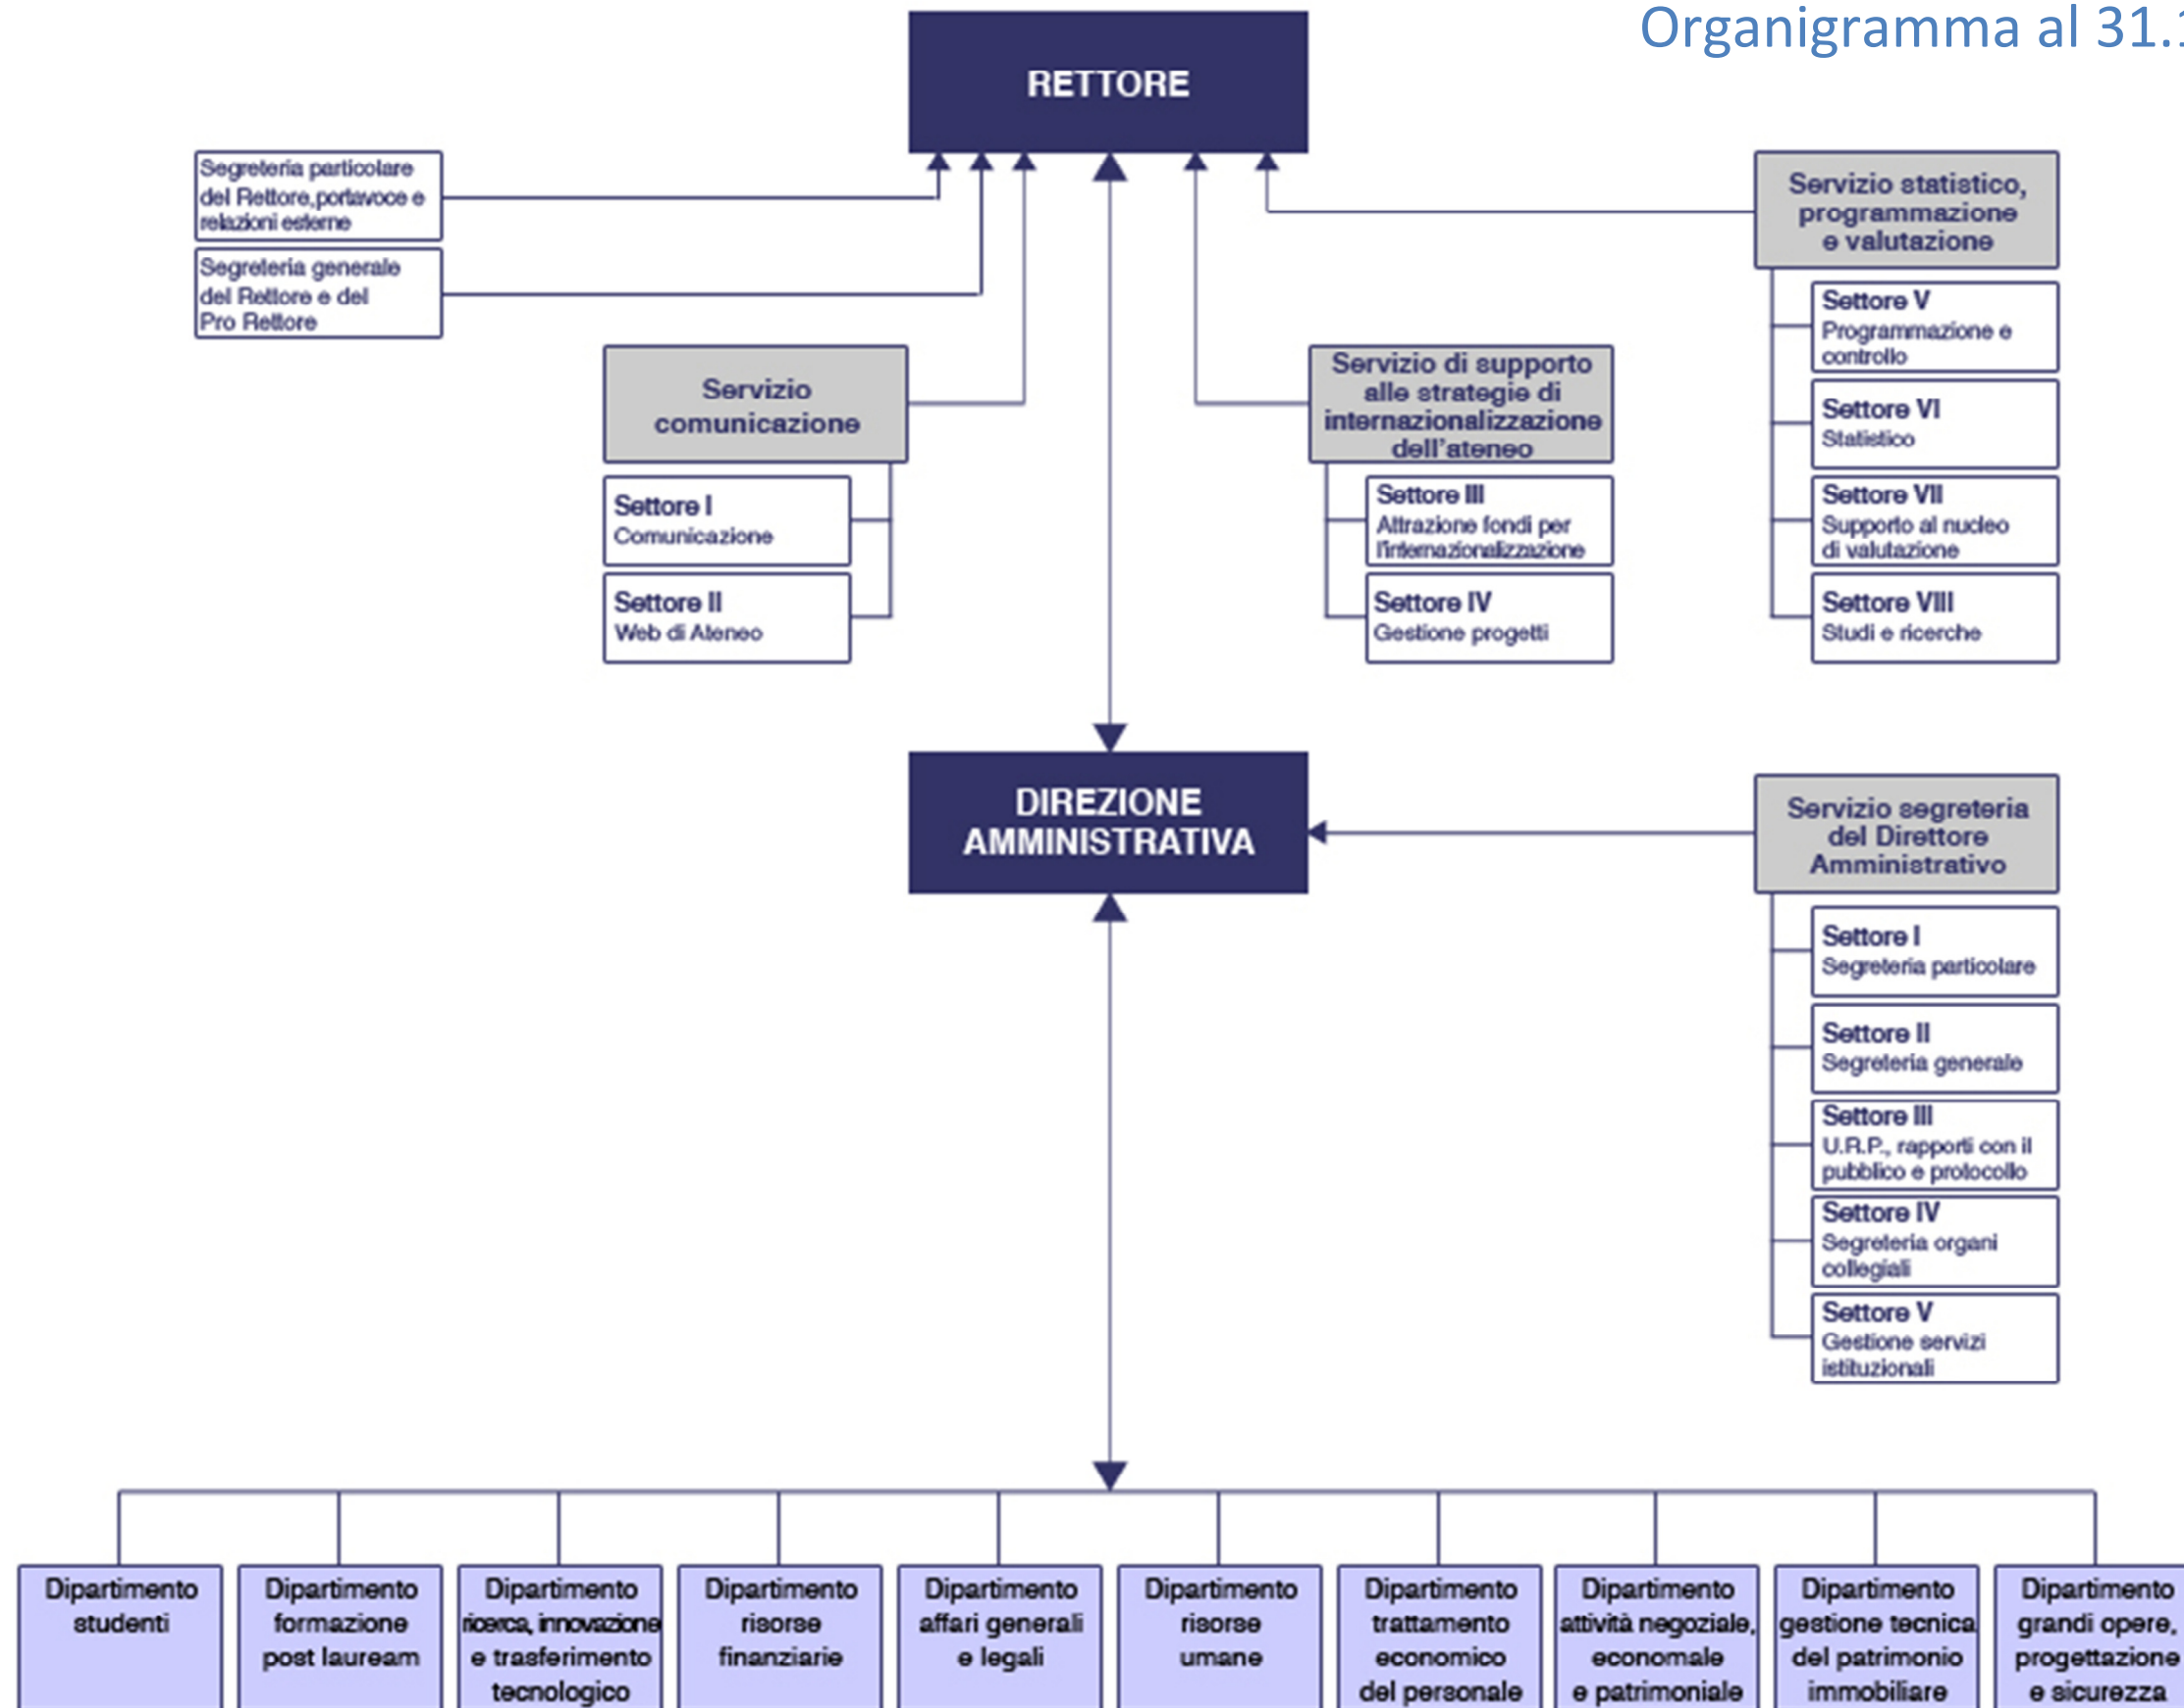 Organigramma al 31.1
RETTORE
Segreteria particolare
del Rettore,portavoce e
relazioni esterne
Segreteria generale
del Rettore e del
Pro Rettore
Servizio
comunicazione
Settore I
Comunicazione
Settore II
Web di Ateneo
Servizio di supporto
alle strategie di
internazionalizzazione
dell'ateneo
Settore III
Attrazione fondi per
l'internazionalizzazione
Settore IV
Gestione progetti
Servizio statistico,
programmazione
e valutazione
Settore V
Programmazione e
controllo
Settore VI
Statistico
Settore VII
Supporto al nucleo
di valutazione
Settore VIII
Studi e ricerche
DIREZIONE
AMMINISTRATIVA
Servizio segreteria
del Direttore
Amministrativo
Settore I
Segreteria particolare
Settore II
Segreteria generale
Settore III
U.R.P., rapporti con il
pubblico e protocollo
Settore IV
Segreteria organi
collegiali
Settore V
Gestione servizi
istituzionali
Dipartimento
studenti
Dipartimento
formazione
post lauream
Dipartimento
ricerca, innovazione
e trasferimento
tecnologico
Dipartimento
risorse
finanziarie
Dipartimento
affari generali
e legali
Dipartimento
risorse
umane
Dipartimento
trattamento
economico
del personale
Dipartimento
attività negoziale,
economale
e patrimoniale
Dipartimento
gestione tecnica
del patrimonio
immobiliare
Dipartimento
grandi opere,
progettazione
e sicurezza